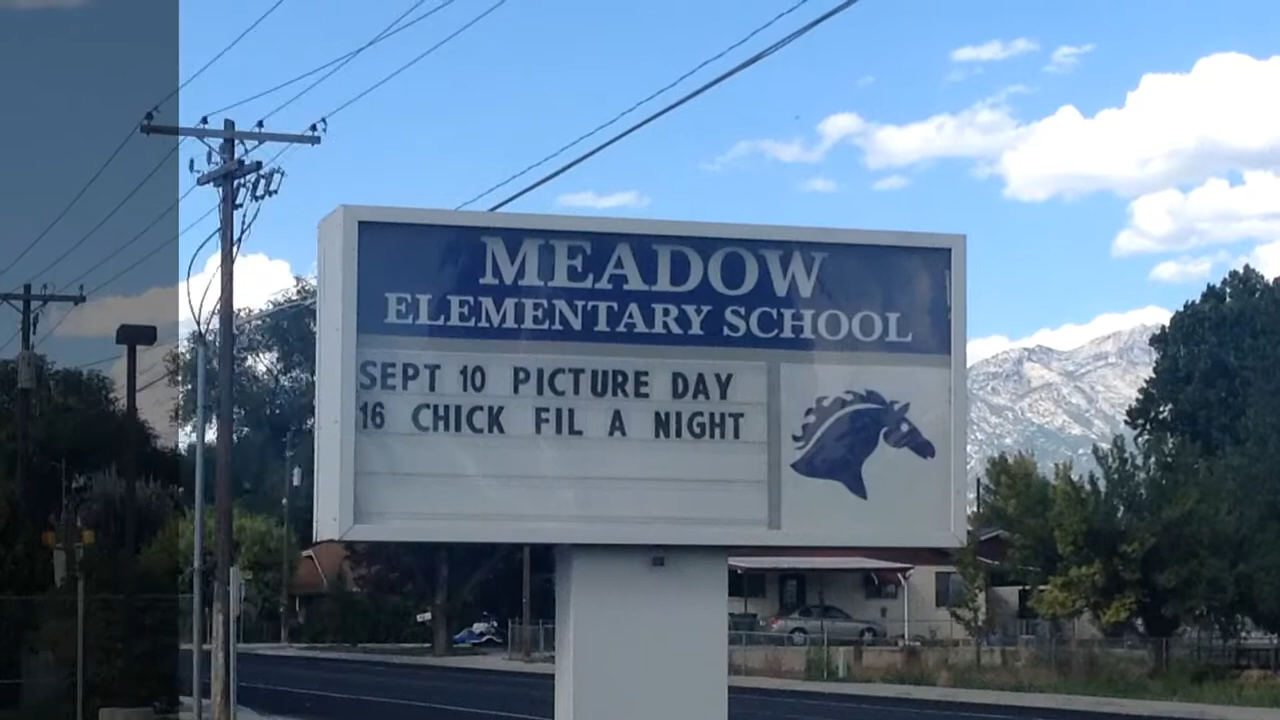 MEADOW
ELEMENTARY SCHOOL
SEPT 10 PICTURE DAY
16 CHICK FIL A NIGHT